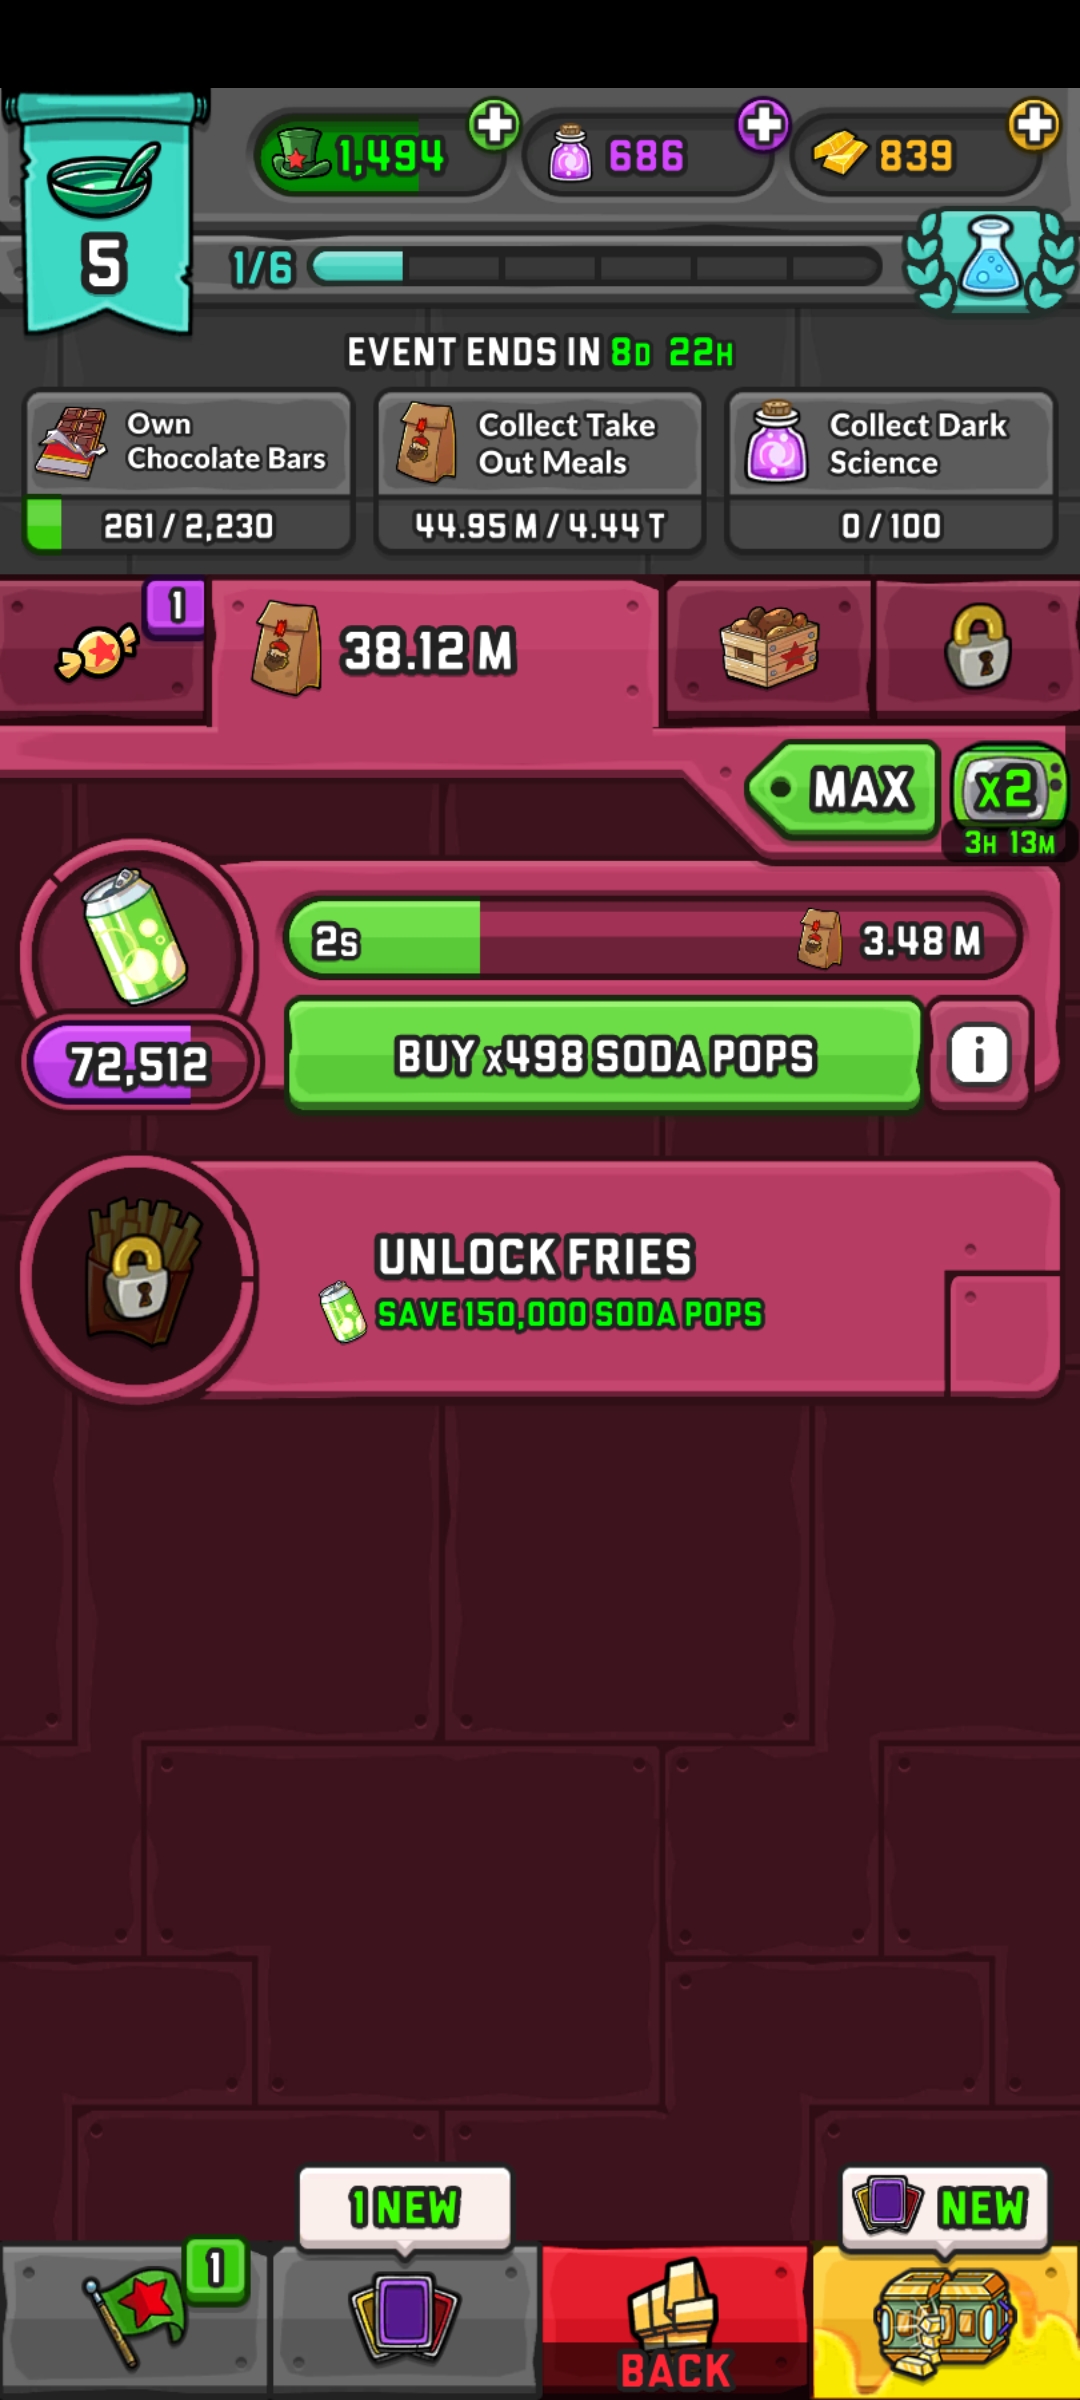 1,494
686
839
5
1/6
EVENT ENDS IN 8D 22H
Own
Chocolate Bars
261 / 2,230
Collect Take
Out Meals
44.95 M / 4.44 T
Collect Dark
Science
0 / 100
1
38.12 M
MAX
x2
3H 13M
2s
3.48 M
72,512
BUY x498 SODA POPS
i
UNLOCK FRIES
SAVE 150,000 SODA POPS
1 NEW
NEW
1
BACK